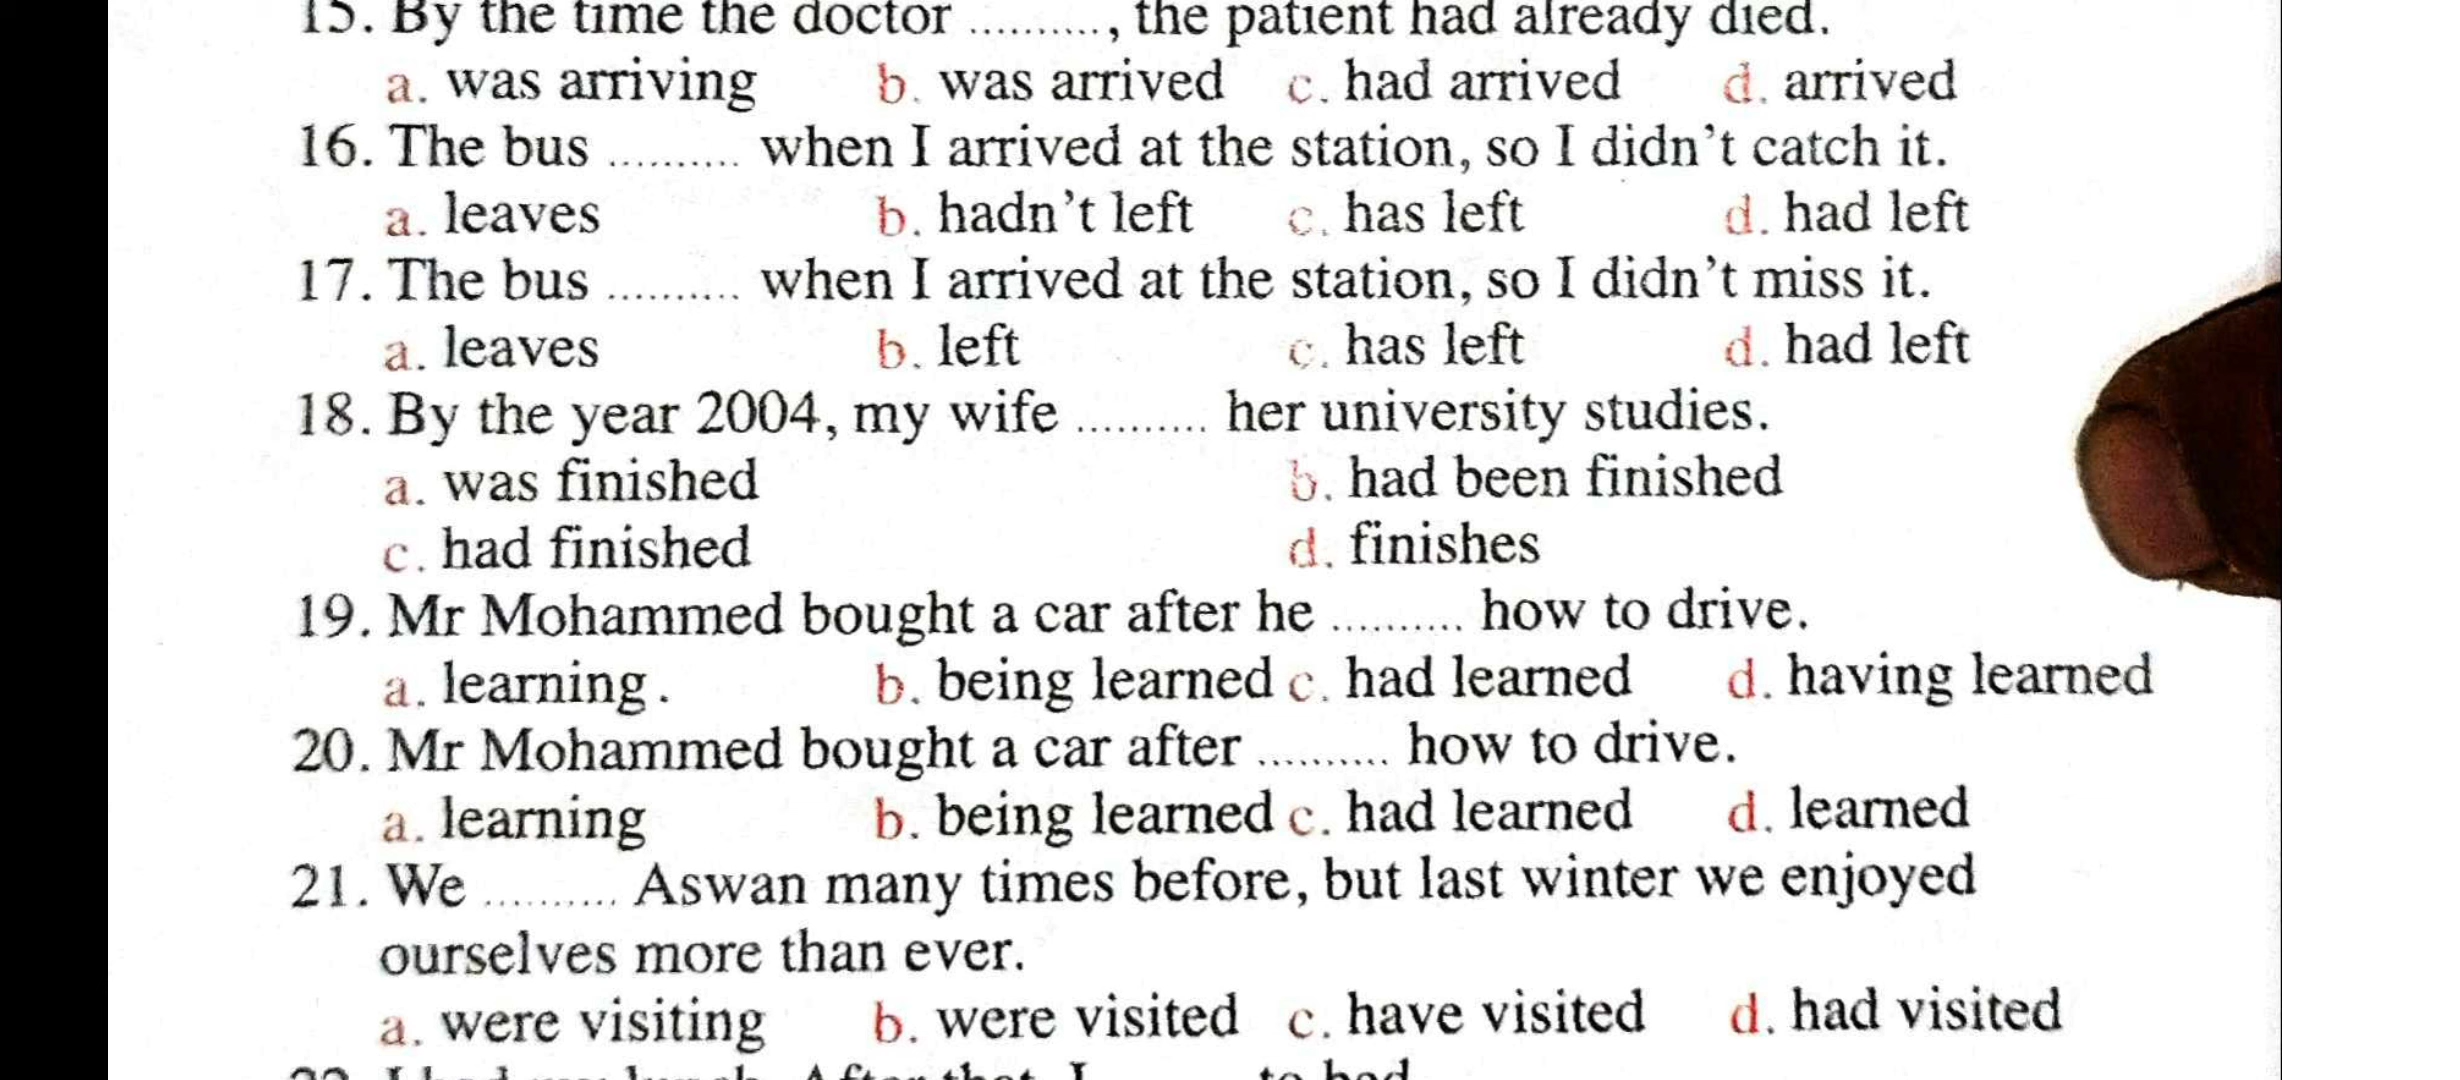 15. By the time the doctor .........., the patient had already died.
a. was arriving b. was arrived c. had arrived d. arrived
16. The bus .......... when I arrived at the station, so I didn’t catch it.
a. leaves b. hadn’t left c. has left d. had left
17. The bus .......... when I arrived at the station, so I didn’t miss it.
a. leaves b. left c. has left d. had left
18. By the year 2004, my wife .......... her university studies.
a. was finished b. had been finished
c. had finished d. finishes
19. Mr Mohammed bought a car after he .......... how to drive.
a. learning. b. being learned c. had learned d. having learned
20. Mr Mohammed bought a car after .......... how to drive.
a. learning b. being learned c. had learned d. learned
21. We .......... Aswan many times before, but last winter we enjoyed
ourselves more than ever.
a. were visiting b. were visited c. have visited d. had visited